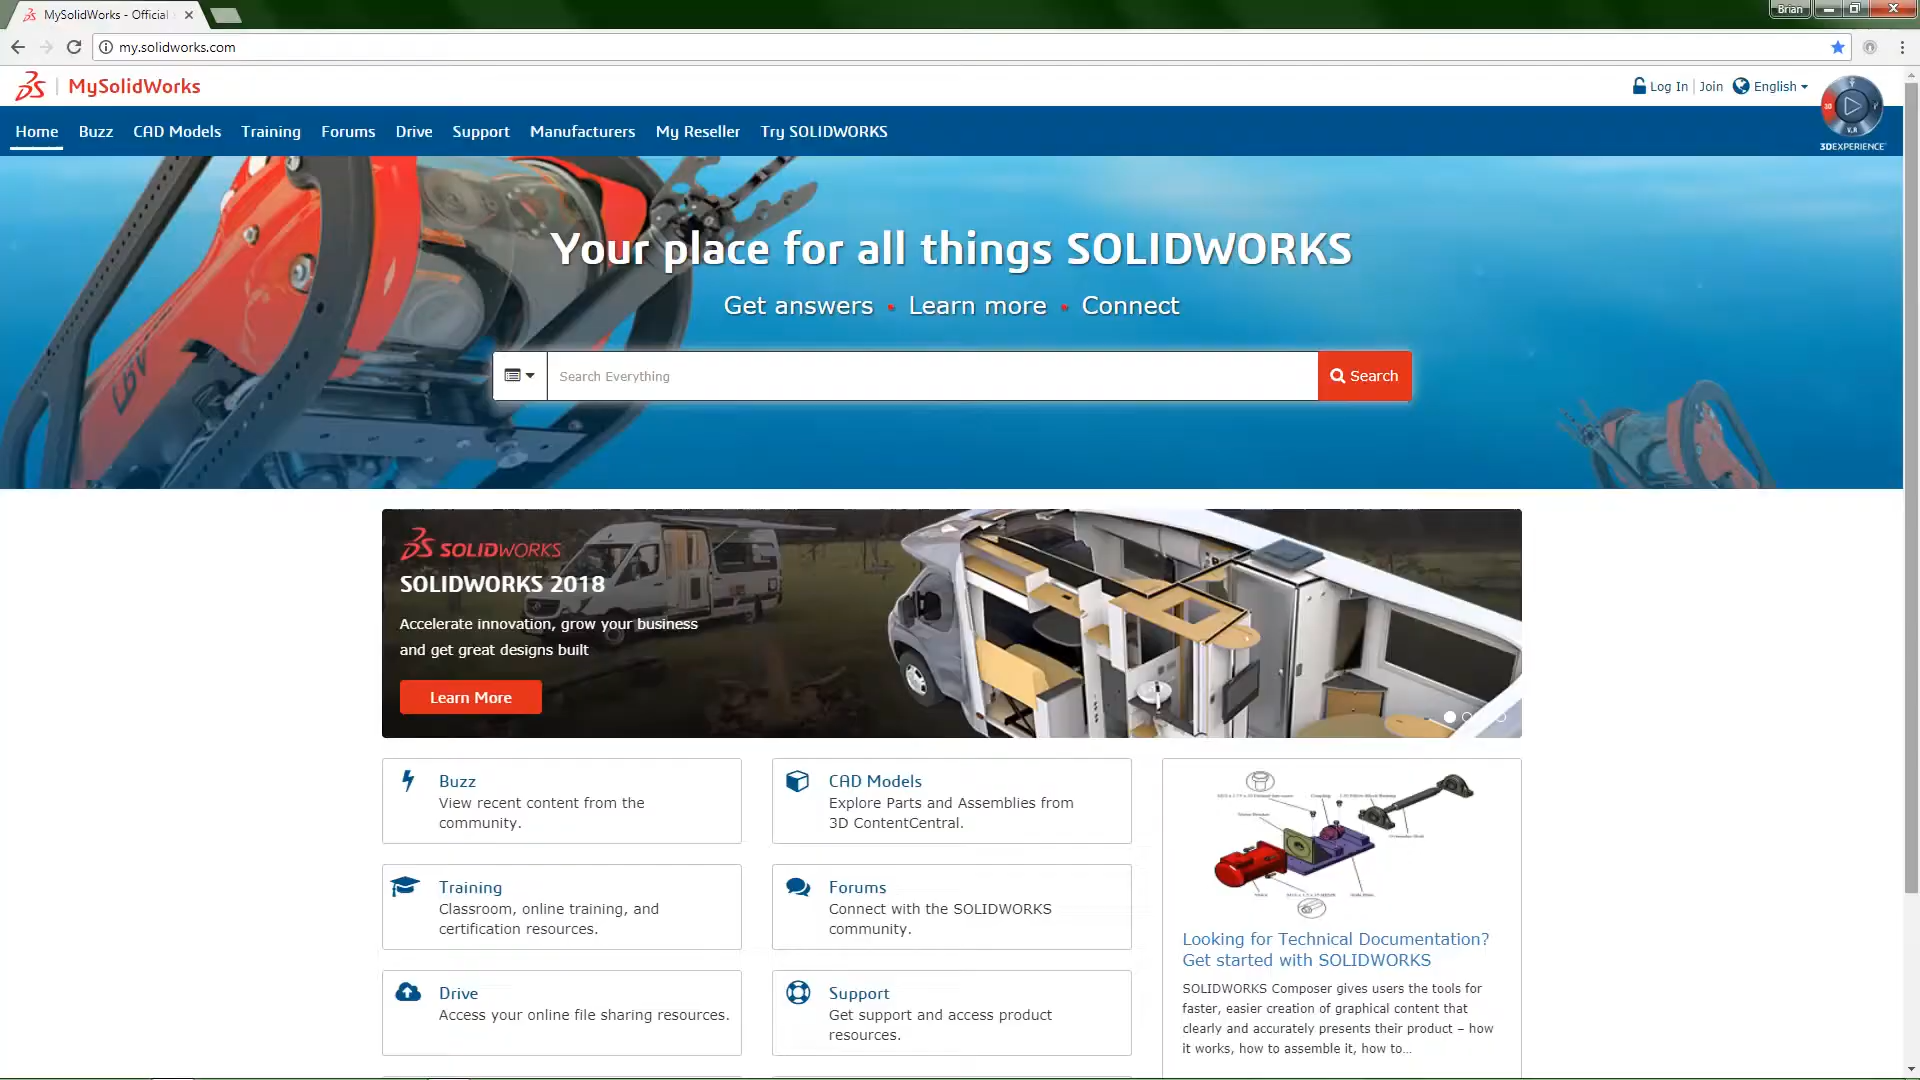 MySolidWorks - Official
Brian
my.solidworks.com
MySolidWorks
Log In | Join English
Home Buzz CAD Models Training Forums Drive Support Manufacturers My Reseller Try SOLIDWORKS
3D
V,R
3DEXPERIENCE
Your place for all things SOLIDWORKS
Get answers • Learn more • Connect
Search Everything
Search
SOLIDWORKS
SOLIDWORKS 2018
Accelerate innovation, grow your business
and get great designs built
Learn More
Buzz
View recent content from the
community.
CAD Models
Explore Parts and Assemblies from
3D ContentCentral.
Training
Classroom, online training, and
certification resources.
Forums
Connect with the SOLIDWORKS
community.
Drive
Access your online file sharing resources.
Support
Get support and access product
resources.
Looking for Technical Documentation?
Get started with SOLIDWORKS
SOLIDWORKS Composer gives users the tools for
faster, easier creation of graphical content that
clearly and accurately presents their product – how
it works, how to assemble it, how to...